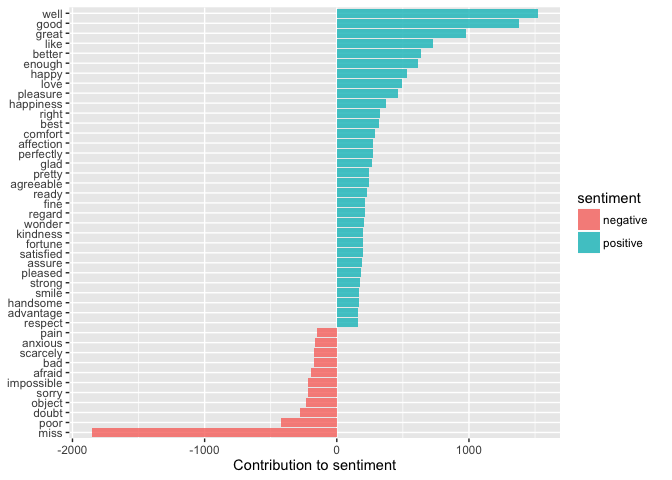 well
good
great
like
better
enough
happy
love
pleasure
happiness
right
best
comfort
affection
perfectly
glad
pretty
agreeable
ready
fine
regard
wonder
kindness
fortune
satisfied
assure
pleased
strong
smile
handsome
advantage
respect
pain
anxious
scarcely
bad
afraid
impossible
sorry
object
doubt
poor
miss
-2000 -1000 0 1000
Contribution to sentiment
sentiment
negative
positive